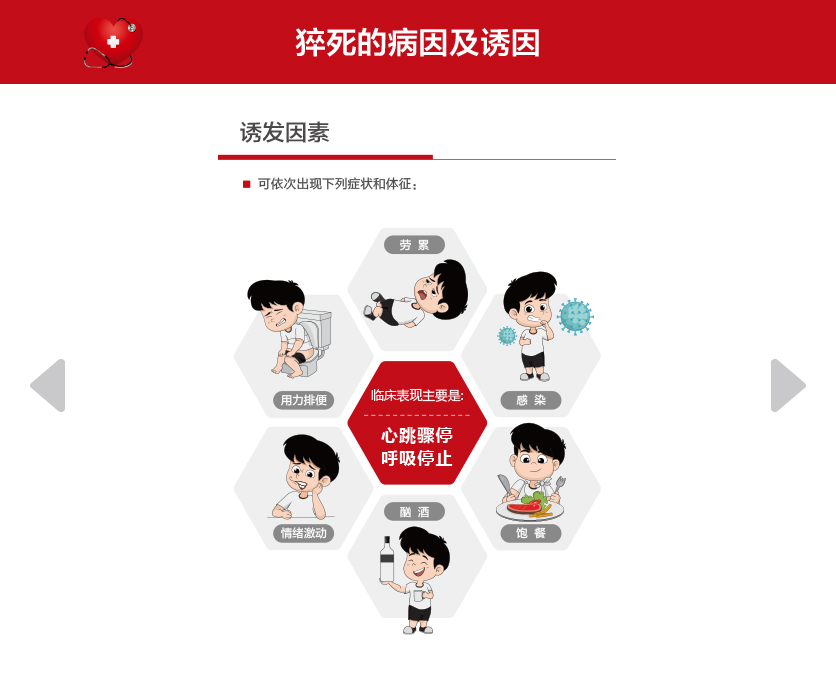 猝死的病因及诱因
诱发因素
可依次出现下列症状和体征;
劳 累
用力排便
感 染
临床表现主要是:
心跳骤停
呼吸停止
情绪激动
酗 酒
饱 餐